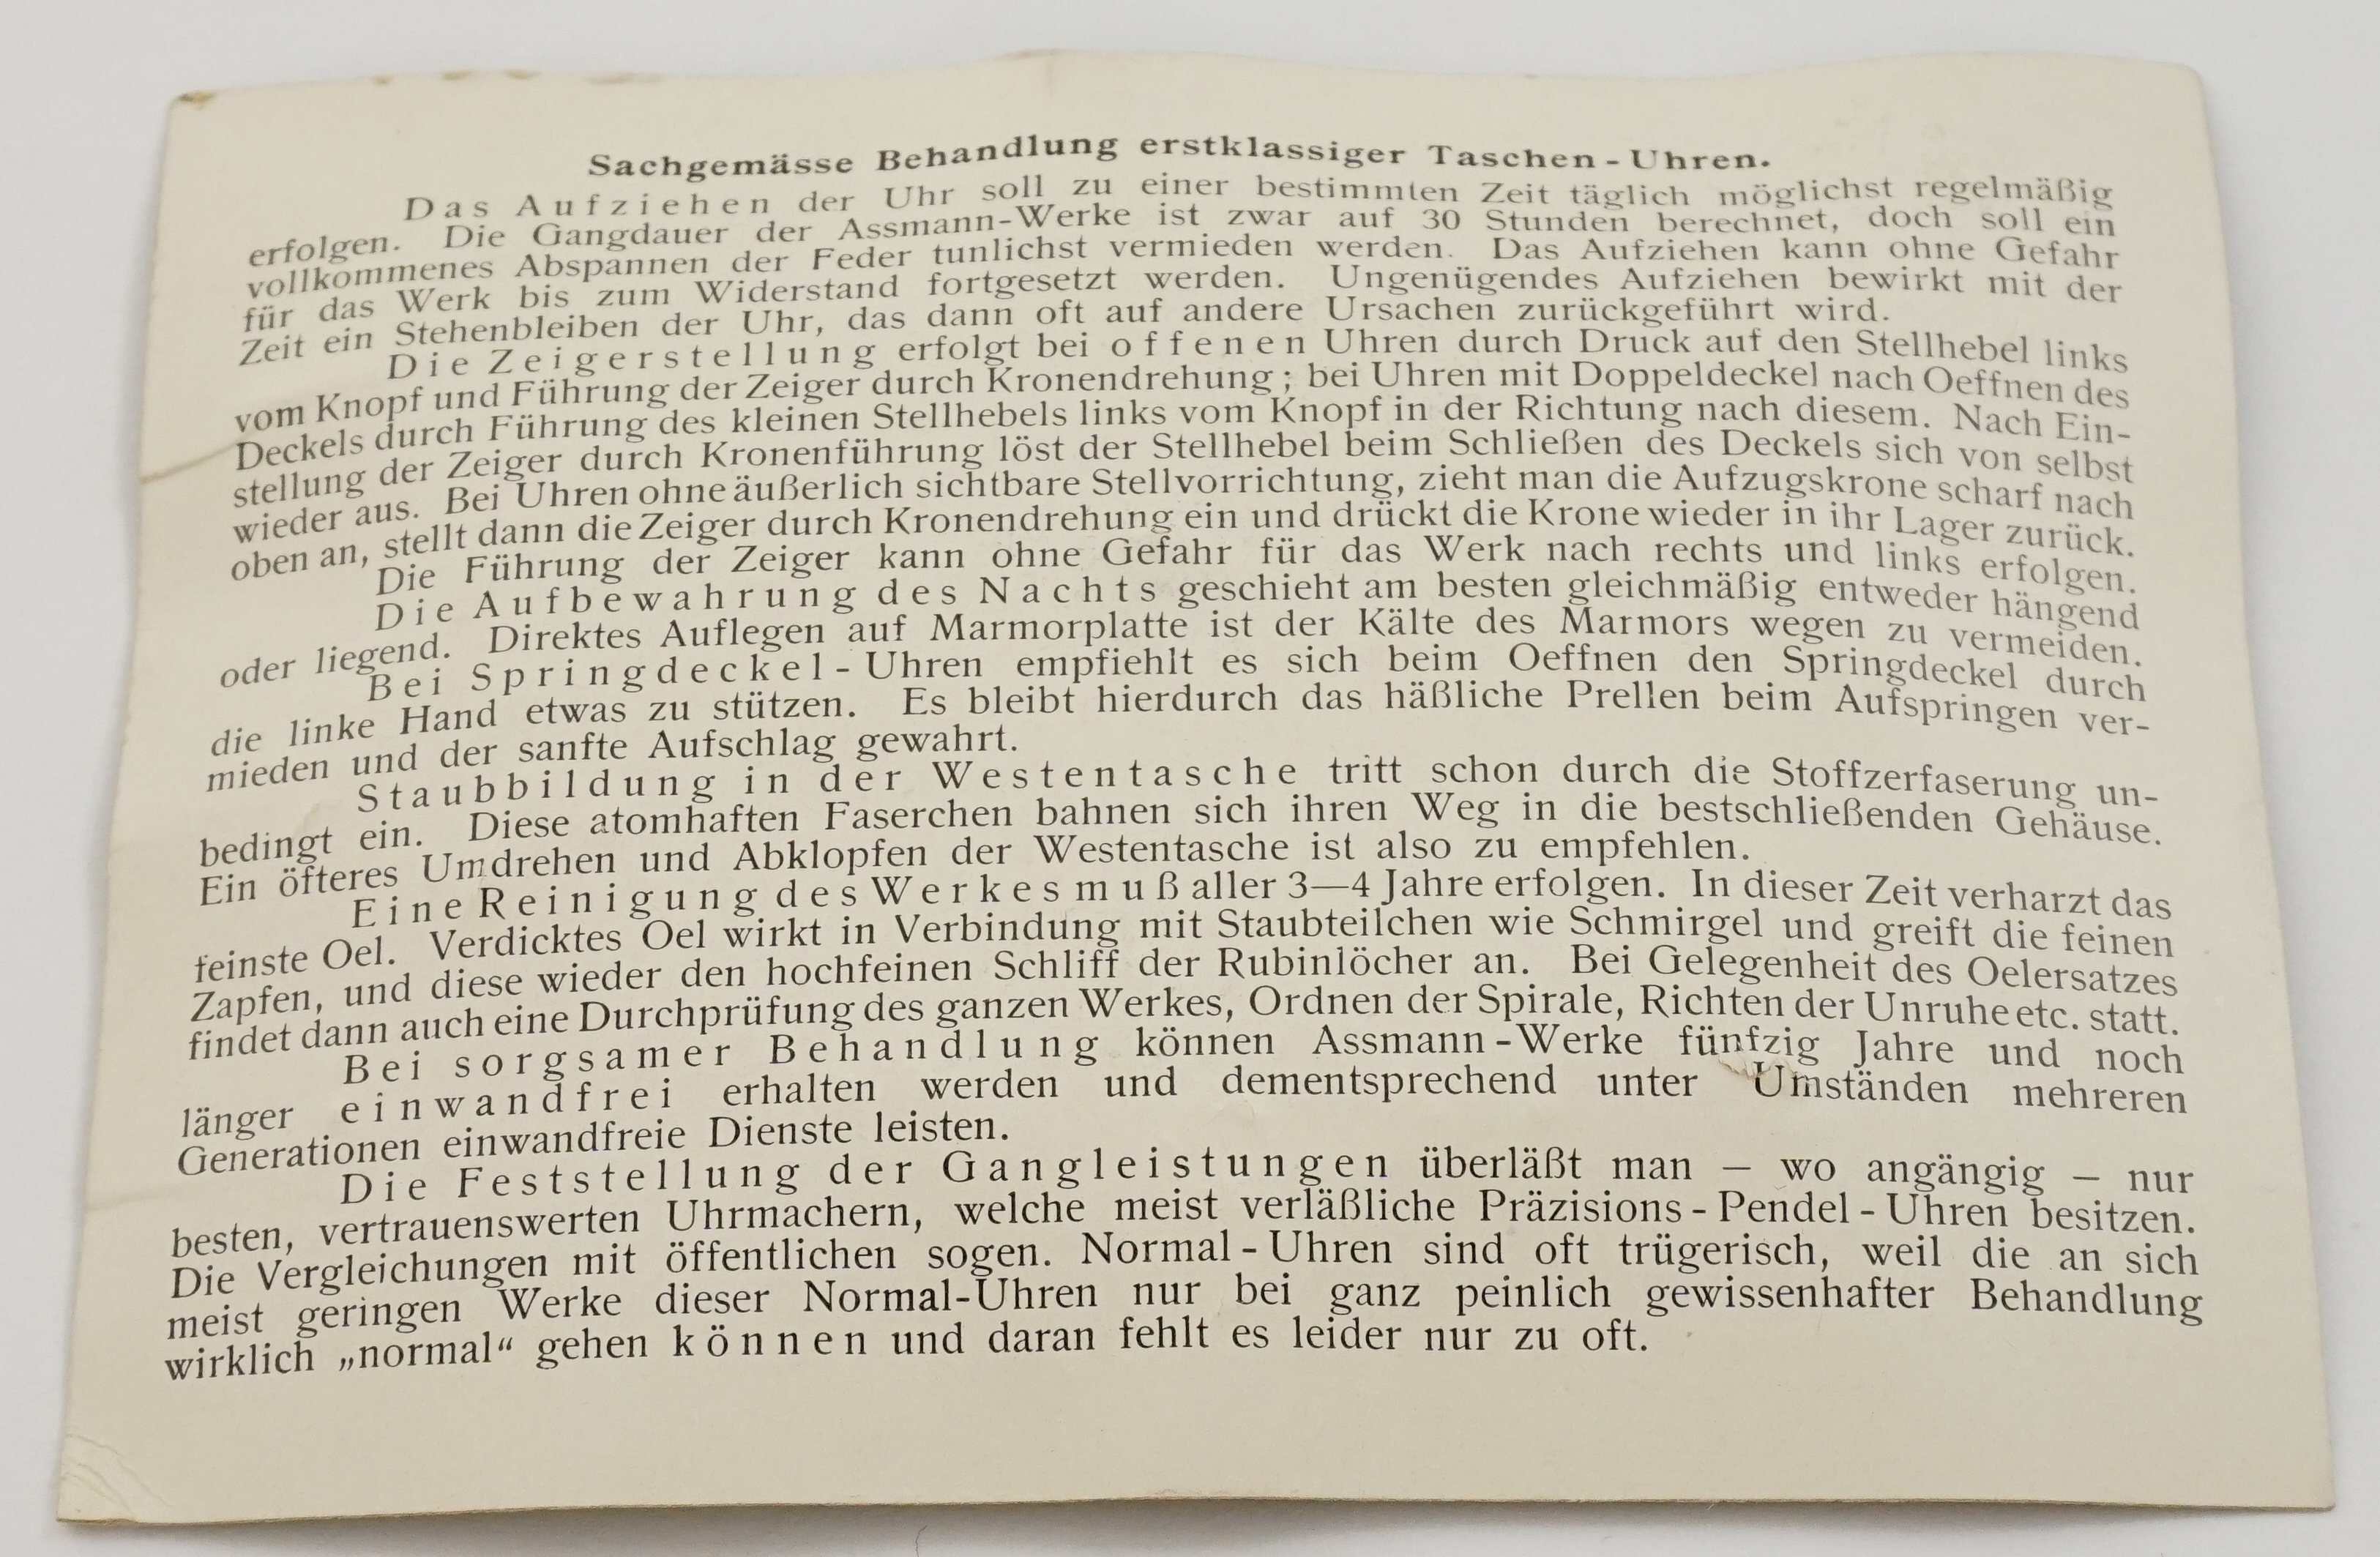 Sachgemässe Behandlung erstklassiger Taschen-Uhren.
Das Aufziehen der Uhr soll zu einer bestimmten Zeit täglich möglichst regelmäßig
erfolgen. Die Gangdauer der Assmann-Werke ist zwar auf 30 Stunden berechnet, doch soll ein
vollkommenes Abspannen der Feder tunlichst vermieden werden. Das Aufziehen kann ohne Gefahr
für das Werk bis zum Widerstand fortgesetzt werden. Ungenügendes Aufziehen bewirkt mit der
Zeit ein Stehenbleiben der Uhr, das dann oft auf andere Ursachen zurückgeführt wird.
Die Zeigerstellung erfolgt bei offenen Uhren durch Druck auf den Stellhebel links
vom Knopf und Führung der Zeiger durch Kronendrehung; bei Uhren mit Doppeldeckel nach Oeffnen des
Deckels durch Führung des kleinen Stellhebels links vom Knopf in der Richtung nach diesem. Nach Ein-
stellung der Zeiger durch Kronenführung löst der Stellhebel beim Schließen des Deckels sich von selbst
wieder aus. Bei Uhren ohne äußerlich sichtbare Stellvorrichtung, zieht man die Aufzugskrone scharf nach
oben an, stellt dann die Zeiger durch Kronendrehung ein und drückt die Krone wieder in ihr Lager zurück.
Die Führung der Zeiger kann ohne Gefahr für das Werk nach rechts und links erfolgen.
Die Aufbewahrung des Nachts geschieht am besten gleichmäßig entweder hängend
oder liegend. Direktes Auflegen auf Marmorplatte ist der Kälte des Marmors wegen zu vermeiden.
Bei Springdeckel-Uhren empfiehlt es sich beim Oeffnen den Springdeckel durch
die linke Hand etwas zu stützen. Es bleibt hierdurch das häßliche Prellen beim Aufspringen ver-
mieden und der sanfte Aufschlag gewahrt.
Staubbildung in der Westentasche tritt schon durch die Stoffzerfaserung un-
bedingt ein. Diese atomhaften Faserchen bahnen sich ihren Weg in die bestschließenden Gehäuse.
Ein öfteres Umdrehen und Abklopfen der Westentasche ist also zu empfehlen.
Eine Reinigung des Werkes muß aller 3—4 Jahre erfolgen. In dieser Zeit verharzt das
feinste Oel. Verdicktes Oel wirkt in Verbindung mit Staubteilchen wie Schmirgel und greift die feinen
Zapfen, und diese wieder den hochfeinen Schliff der Rubinlöcher an. Bei Gelegenheit des Oelersatzes
findet dann auch eine Durchprüfung des ganzen Werkes, Ordnen der Spirale, Richten der Unruhe etc. statt.
Bei sorgsamer Behandlung können Assmann-Werke fünfzig Jahre und noch
länger einwandfrei erhalten werden und dementsprechend unter Umständen mehreren
Generationen einwandfreie Dienste leisten.
Die Feststellung der Gangleistungen überläßt man — wo angängig — nur
besten, vertrauenswerten Uhrmachern, welche meist verläßliche Präzisions-Pendel-Uhren besitzen.
Die Vergleichungen mit öffentlichen sogen. Normal-Uhren sind oft trügerisch, weil die an sich
meist geringen Werke dieser Normal-Uhren nur bei ganz peinlich gewissenhafter Behandlung
wirklich „normal“ gehen können und daran fehlt es leider nur zu oft.